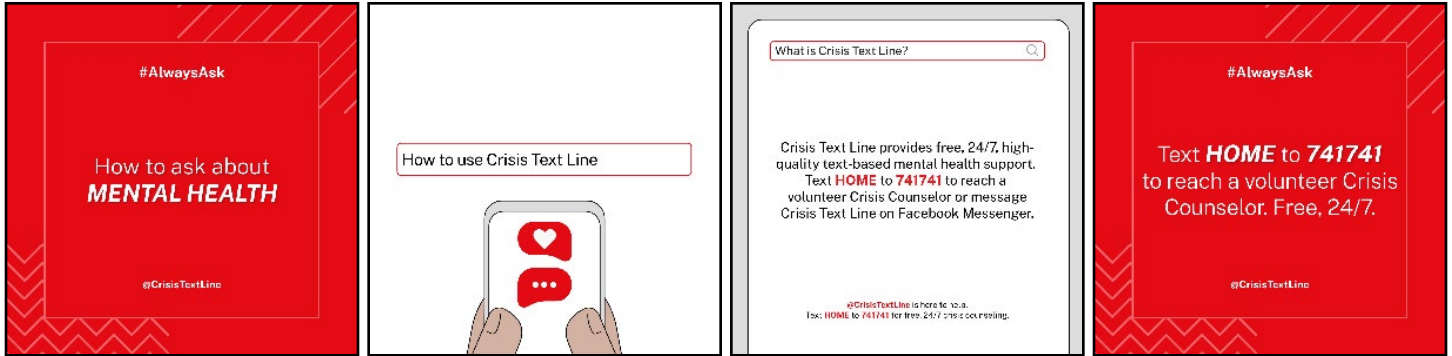 #AlwaysAsk
How to ask about
MENTAL HEALTH
@CrisisTextLine
How to use Crisis Text Line
What is Crisis Text Line?
Crisis Text Line provides free, 24/7, high-
quality text-based mental health support.
Text HOME to 741741 to reach a
volunteer Crisis Counselor or message
Crisis Text Line on Facebook Messenger.
@CrisisTextLine is here to help.
Text HOME to 741741 for free, 24/7 crisis counseling.
#AlwaysAsk
Text HOME to 741741
to reach a volunteer Crisis
Counselor. Free, 24/7.
@CrisisTextLine